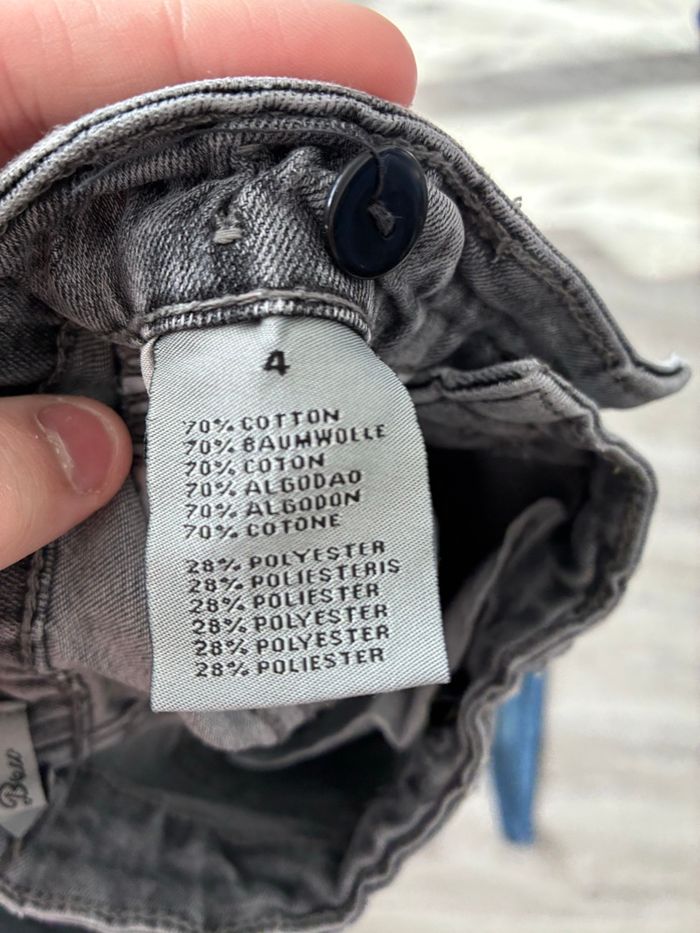 4
70% COTTON
70% BAUMWOLLE
70% COTON
70% ALGODAO
70% ALGODON
70% COTONE
28% POLYESTER
28% POLIESTERIS
28% POLIESTER
28% POLYESTER
28% POLYESTER
28% POLIESTER